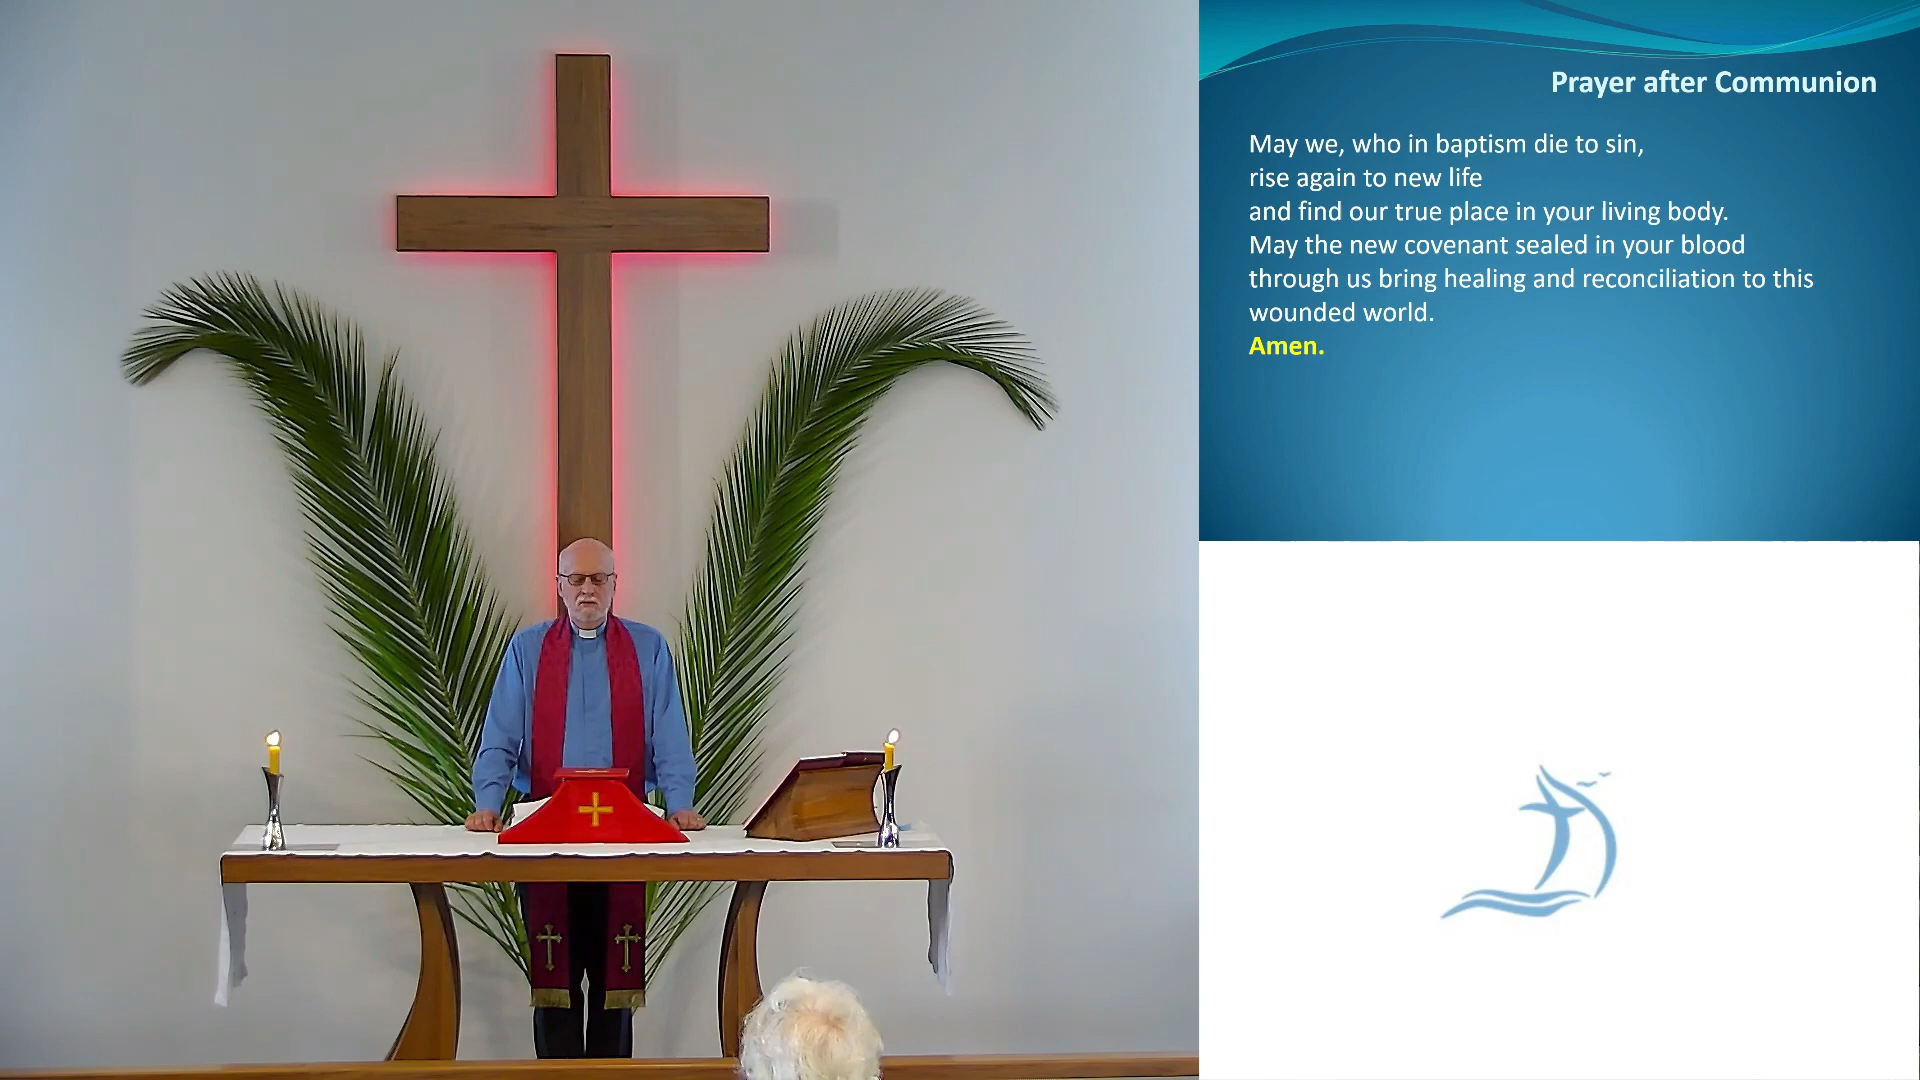 Prayer after Communion
May we, who in baptism die to sin,
rise again to new life
and find our true place in your living body.
May the new covenant sealed in your blood
through us bring healing and reconciliation to this
wounded world.
Amen.